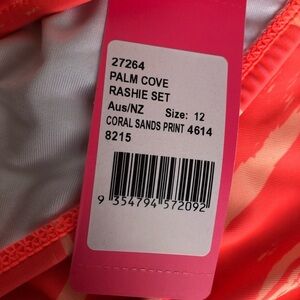 27264
PALM COVE
RASHIE SET
Aus/NZ Size: 12
CORAL SANDS PRINT 4614
8215
9 354794 572092